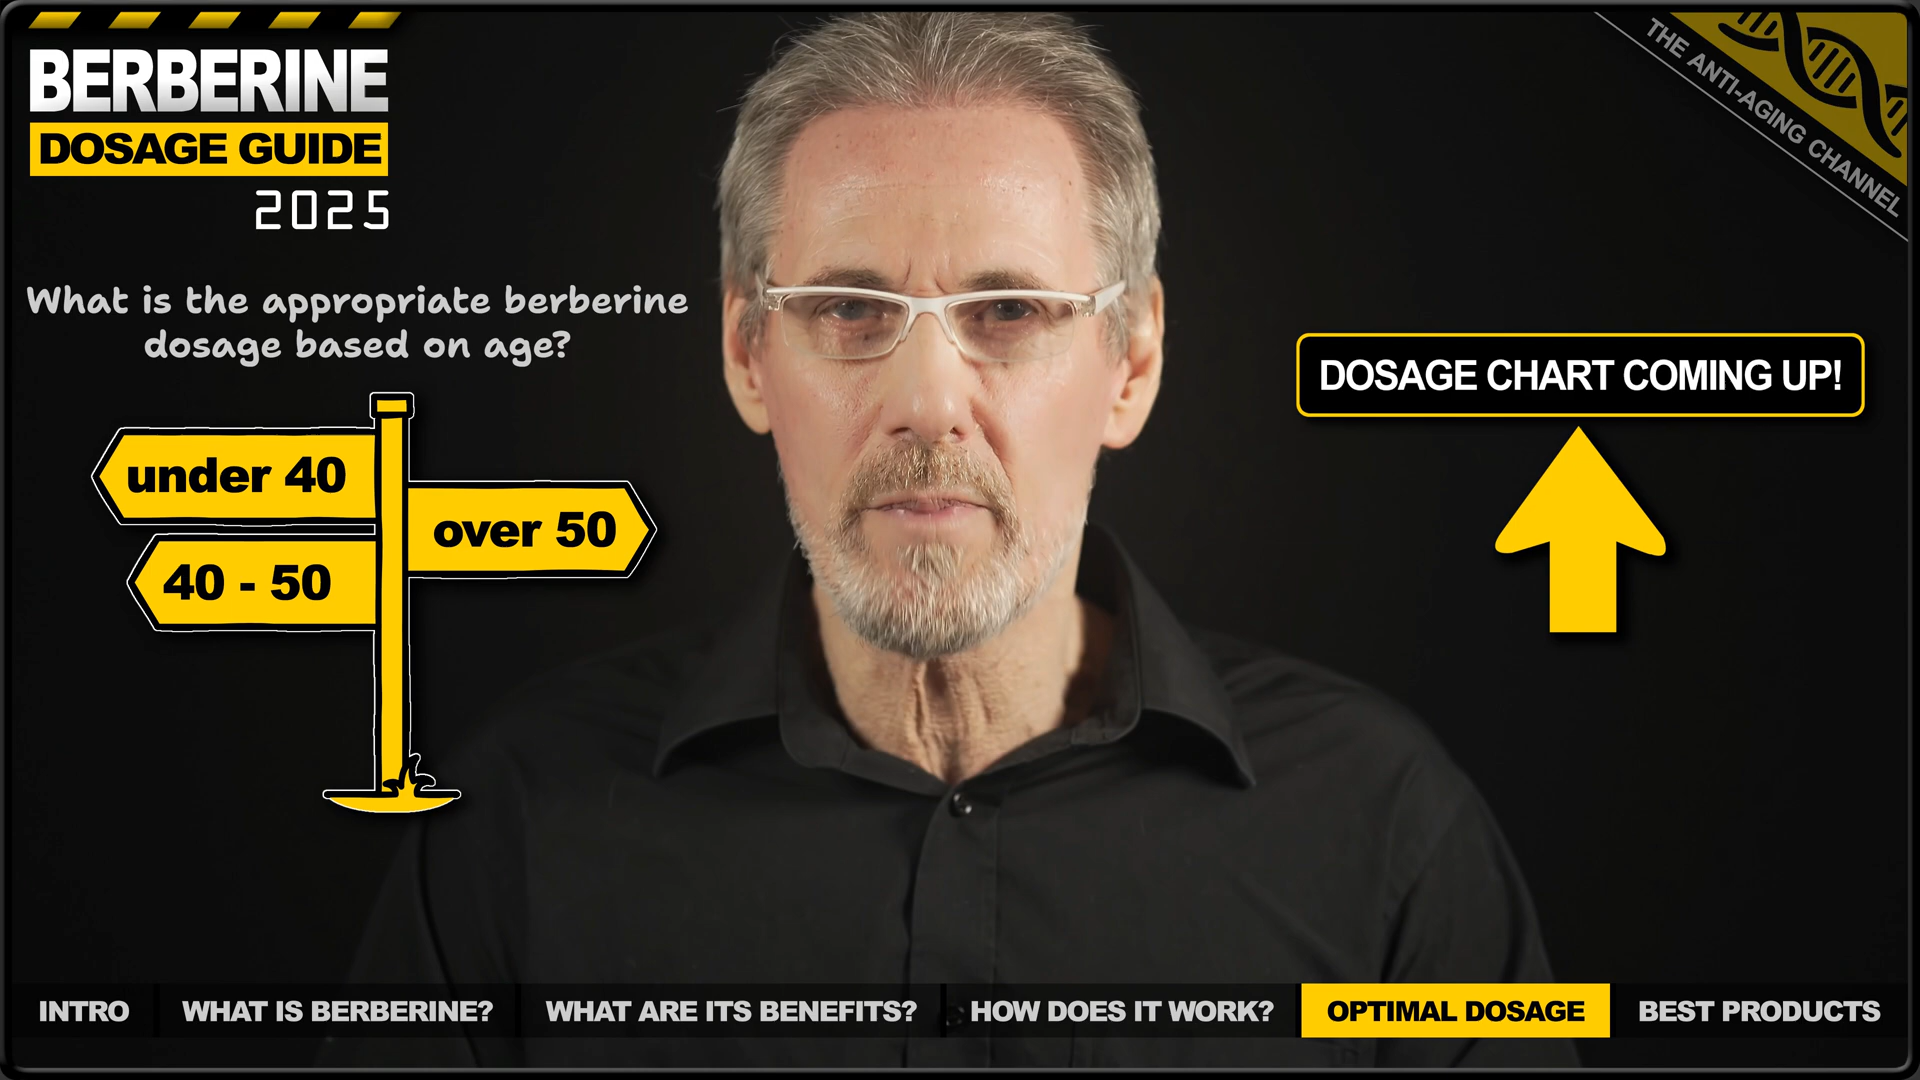 BERBERINE
DOSAGE GUIDE
2025
THE ANTI-AGING CHANNEL
What is the appropriate berberine
dosage based on age?
under 40
over 50
40 - 50
DOSAGE CHART COMING UP!
INTRO
WHAT IS BERBERINE?
WHAT ARE ITS BENEFITS?
HOW DOES IT WORK?
OPTIMAL DOSAGE
BEST PRODUCTS